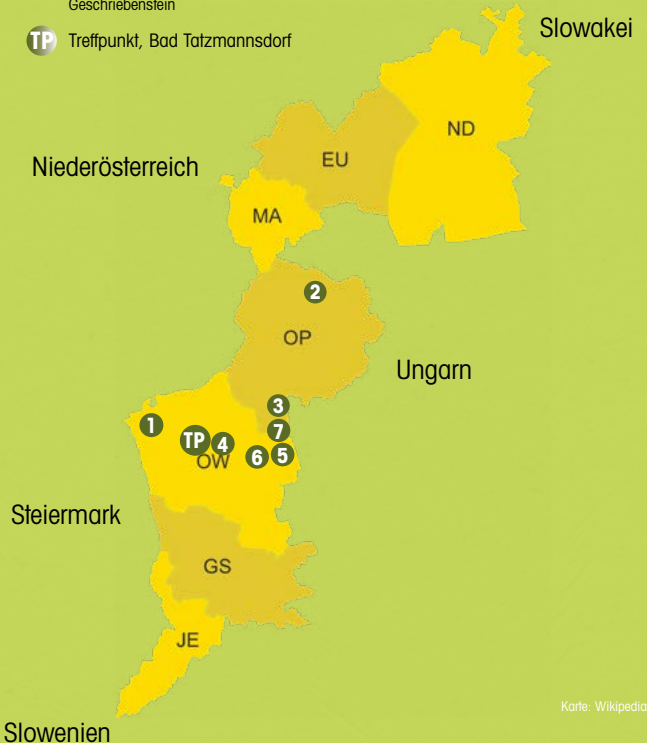 Geschriebenstein
TP Treffpunkt, Bad Tatzmannsdorf
Slowakei
ND
EU
Niederösterreich
MA
2
OP
Ungarn
3
1
7
TP 4
OW
6 5
Steiermark
GS
JE
Karte: Wikipedia
Slowenien